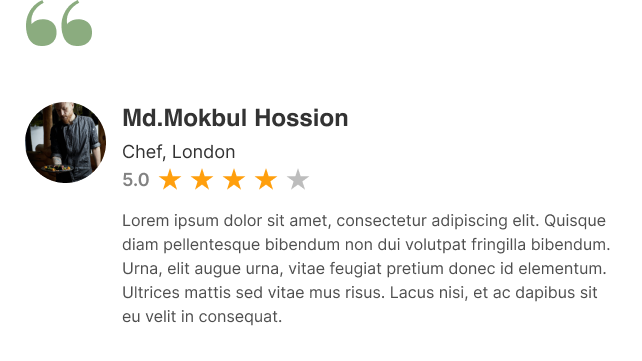 “
Md.Mokbul Hossion
Chef, London
5.0
Lorem ipsum dolor sit amet, consectetur adipiscing elit. Quisque
diam pellentesque bibendum non dui volutpat fringilla bibendum.
Urna, elit augue urna, vitae feugiat pretium donec id elementum.
Ultrices mattis sed vitae mus risus. Lacus nisi, et ac dapibus sit
eu velit in consequat.